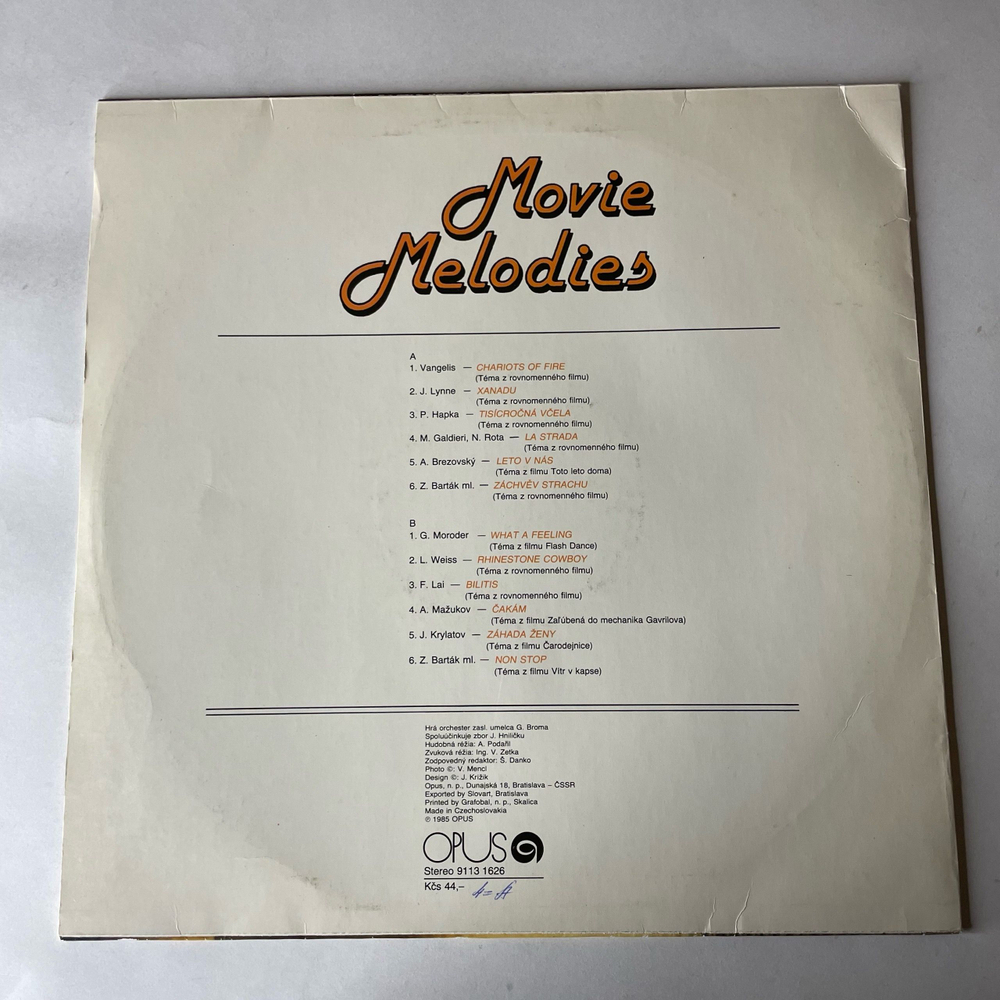 Movie
Melodies
A
1. Vangelis — CHARIOTS OF FIRE
(Téma z rovnomenného filmu)
2. J. Lynne — XANADU
(Téma z rovnomenného filmu)
3. P. Hapka — TISÍCROČNÁ VČELA
(Téma z rovnomenného filmu)
4. M. Galdieri, N. Rota — LA STRADA
(Téma z rovnomenného filmu)
5. A. Brezovský — LETO V NÁS
(Téma z filmu Toto leto doma)
6. Z. Barták ml. — ZÁCHVĚV STRACHU
(Téma z rovnomenného filmu)
B
1. G. Moroder — WHAT A FEELING
(Téma z filmu Flash Dance)
2. L. Weiss — RHINESTONE COWBOY
(Téma z rovnomenného filmu)
3. F. Lai — BILITIS
(Téma z rovnomenného filmu)
4. A. Mažukov — ČAKÁM
(Téma z filmu Zaľúbená do mechanika Gavrilova)
5. J. Krylatov — ZÁHADA ŽENY
(Téma z filmu Čarodejnice)
6. Z. Barták ml. — NON STOP
(Téma z filmu Vítr v kapse)
Hrá orchester zasl. umelca G. Broma
Spoluúčinkuje zbor J. Hniličku
Hudobná réžia: A. Podařil
Zvuková réžia: Ing. V. Zetka
Zodpovedný redaktor: Š. Danko
Photo ©: V. Mencl
Design ©: J. Križik
Opus, n. p., Dunajská 18, Bratislava – ČSSR
Exported by Slovart, Bratislava
Printed by Grafobal, n. p., Skalica
Made in Czechoslovakia
℗ 1985 OPUS
OPUS
Stereo 9113 1626
Kčs 44,–